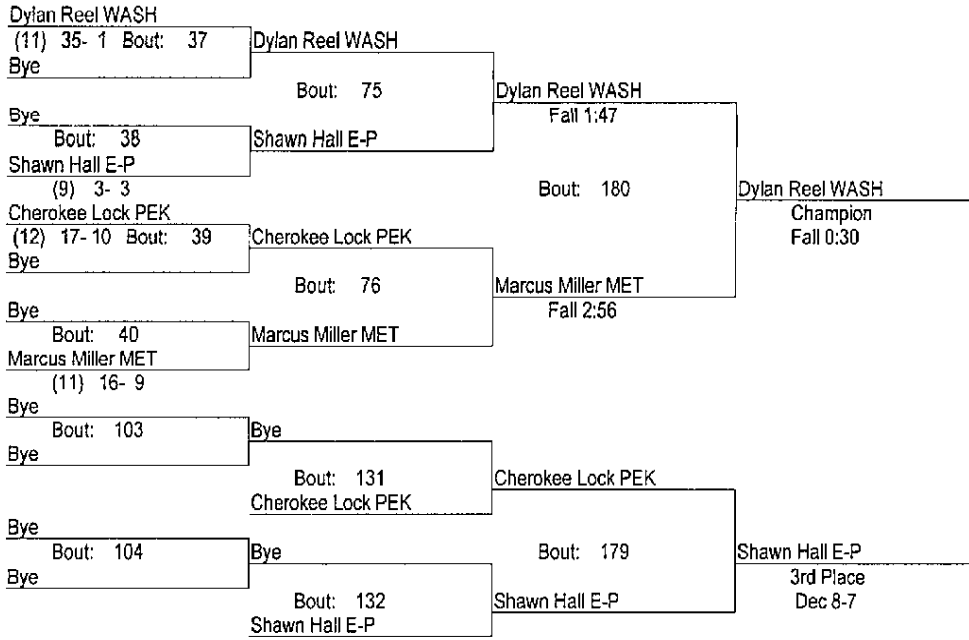 Dylan Reel WASH
(11) 35- 1 Bout: 37
Dylan Reel WASH
Bye
Bout: 75
Dylan Reel WASH
Fall 1:47
Bye
Bout: 38
Shawn Hall E-P
Shawn Hall E-P
(9) 3- 3
Bout: 180
Dylan Reel WASH
Champion
Fall 0:30
Cherokee Lock PEK
(12) 17- 10 Bout: 39
Cherokee Lock PEK
Bye
Bout: 76
Marcus Miller MET
Fall 2:56
Bye
Bout: 40
Marcus Miller MET
Marcus Miller MET
(11) 16- 9
Bye
Bout: 103
Bye
Bye
Bout: 131
Cherokee Lock PEK
Cherokee Lock PEK
Bye
Bout: 104
Bye
Bout: 179
Shawn Hall E-P
3rd Place
Dec 8-7
Bye
Bout: 132
Shawn Hall E-P
Shawn Hall E-P